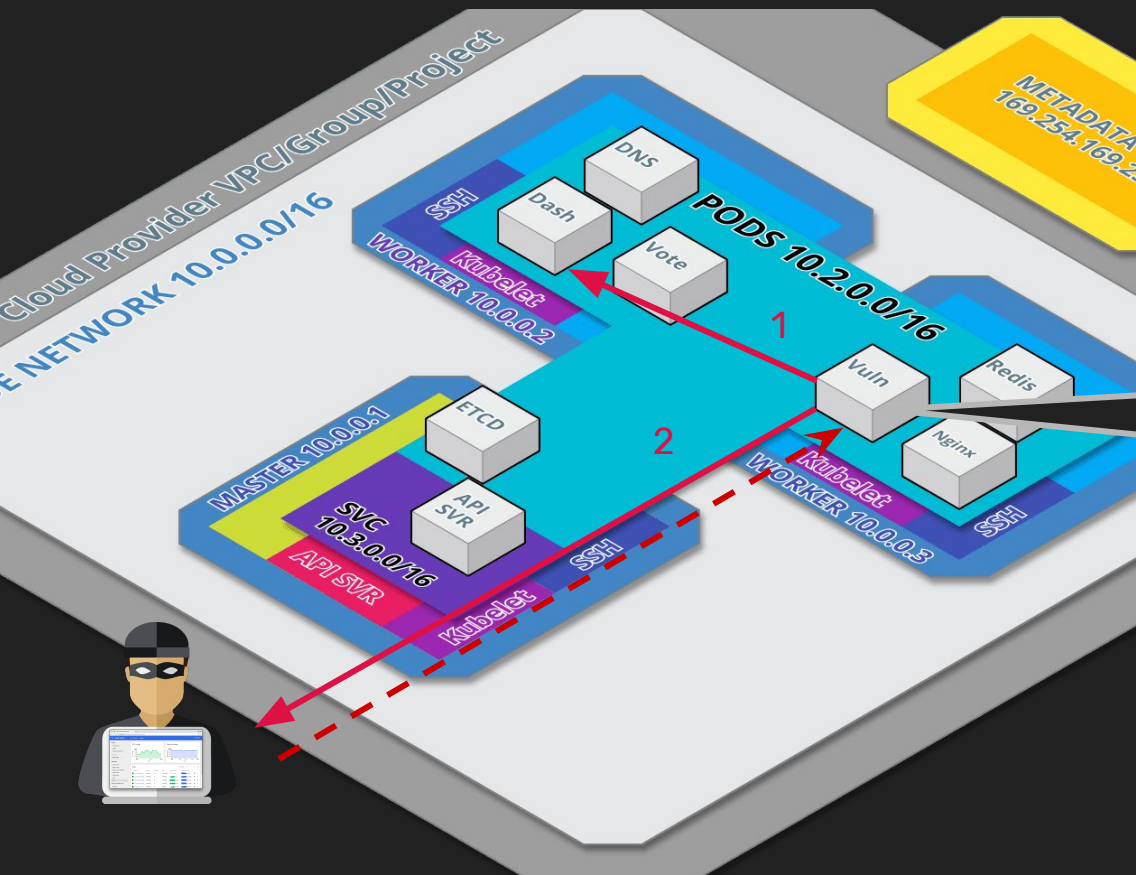 Cloud Provider VPC/Group/Project
E NETWORK 10.0.0.0/16
METADATA
169.254.169.2
DNS
Dash
Vote
SSH
Kubelet
WORKER 10.0.0.2
PODS 10.2.0.0/16
1
Vuln
Redis
Nginx
Kubelet
SSH
WORKER 10.0.0.3
2
ETCD
MASTER 10.0.0.1
API
SVR
SVC
10.3.0.0/16
API SVR
Kubelet
SSH